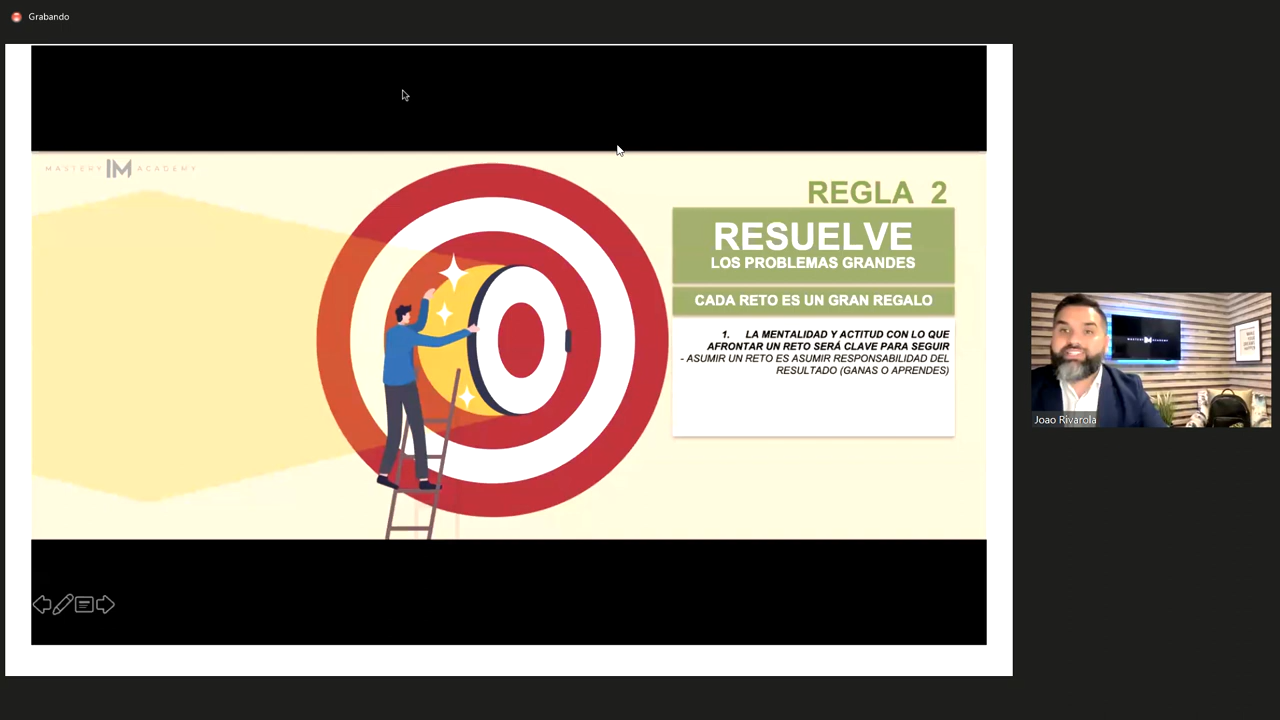 Grabando
MASTERY IM ACADEMY
REGLA 2
RESUELVE
LOS PROBLEMAS GRANDES
CADA RETO ES UN GRAN REGALO
1. LA MENTALIDAD Y ACTITUD CON LO QUE
AFRONTAR UN RETO SERÁ CLAVE PARA SEGUIR
- ASUMIR UN RETO ES ASUMIR RESPONSABILIDAD DEL
RESULTADO (GANAS O APRENDES)
Joao Rivarola